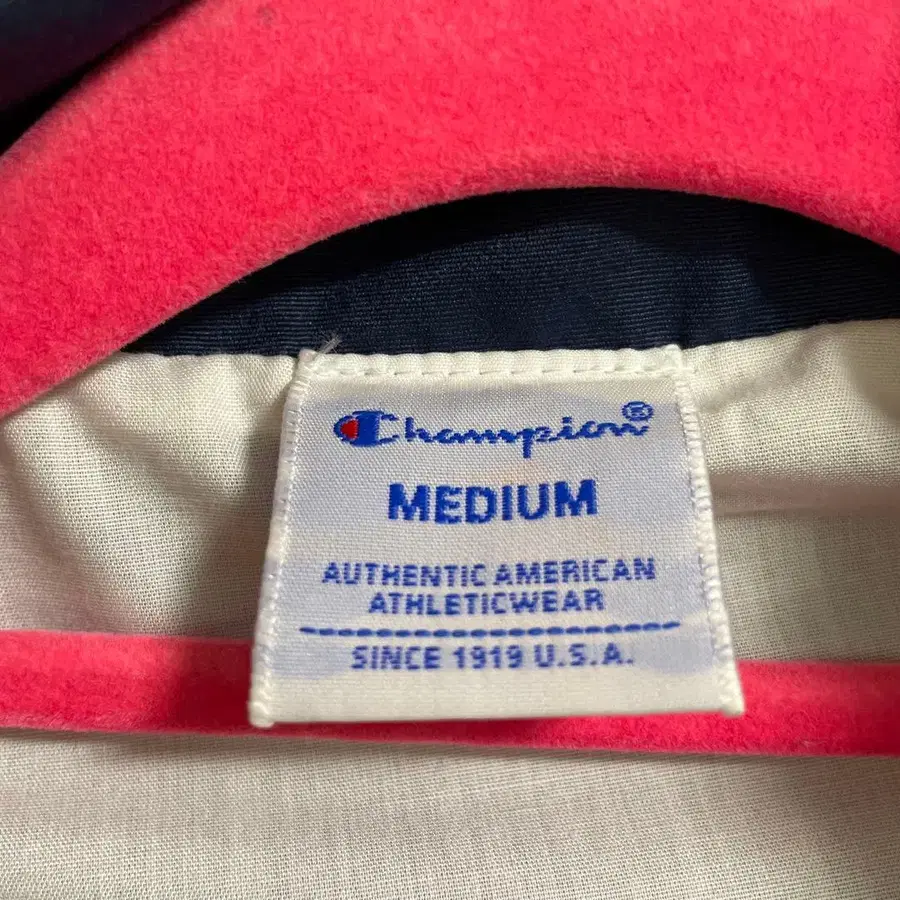 Champion®
MEDIUM
AUTHENTIC AMERICAN
ATHLETICWEAR
SINCE 1919 U.S.A.